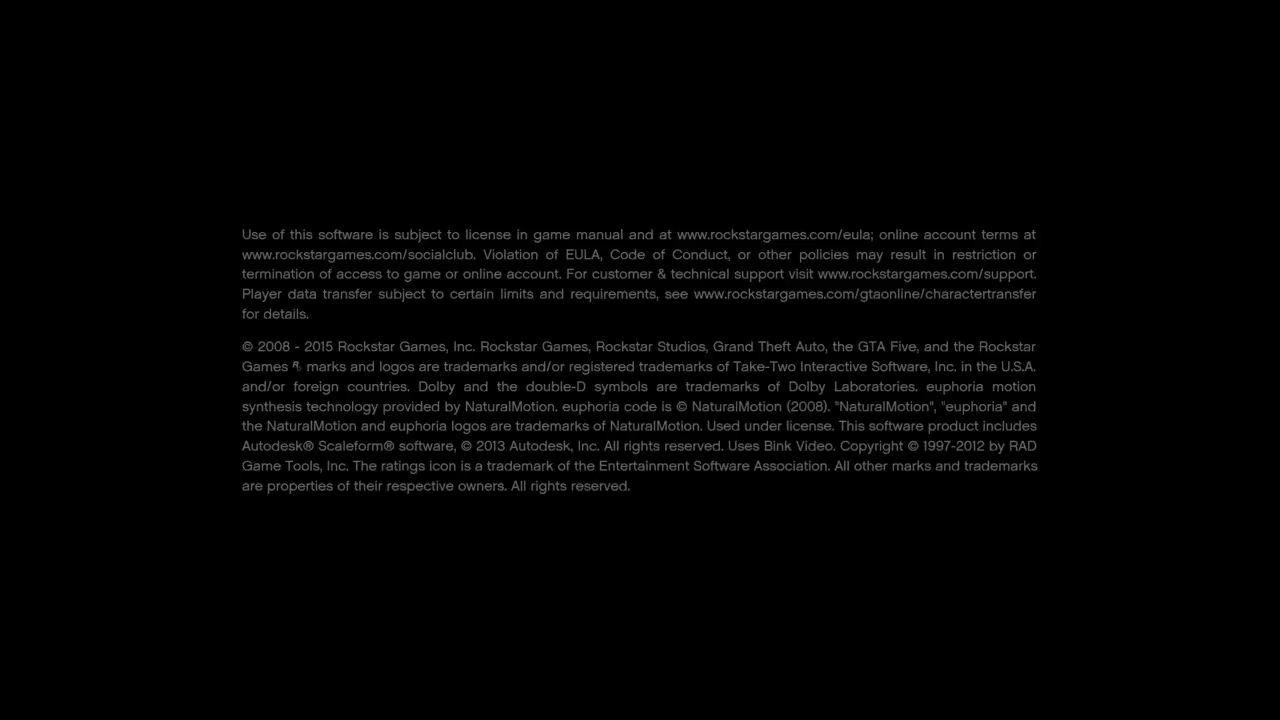 Use of this software is subject to license in game manual and at www.rockstargames.com/eula; online account terms at
www.rockstargames.com/socialclub. Violation of EULA, Code of Conduct, or other policies may result in restriction or
termination of access to game or online account. For customer & technical support visit www.rockstargames.com/support.
Player data transfer subject to certain limits and requirements, see www.rockstargames.com/gtaonline/charactertransfer
for details.
© 2008 - 2015 Rockstar Games, Inc. Rockstar Games, Rockstar Studios, Grand Theft Auto, the GTA Five, and the Rockstar
Games R* marks and logos are trademarks and/or registered trademarks of Take-Two Interactive Software, Inc. in the U.S.A.
and/or foreign countries. Dolby and the double-D symbols are trademarks of Dolby Laboratories. euphoria motion
synthesis technology provided by NaturalMotion. euphoria code is © NaturalMotion (2008). "NaturalMotion", "euphoria" and
the NaturalMotion and euphoria logos are trademarks of NaturalMotion. Used under license. This software product includes
Autodesk® Scaleform® software, © 2013 Autodesk, Inc. All rights reserved. Uses Bink Video. Copyright © 1997-2012 by RAD
Game Tools, Inc. The ratings icon is a trademark of the Entertainment Software Association. All other marks and trademarks
are properties of their respective owners. All rights reserved.